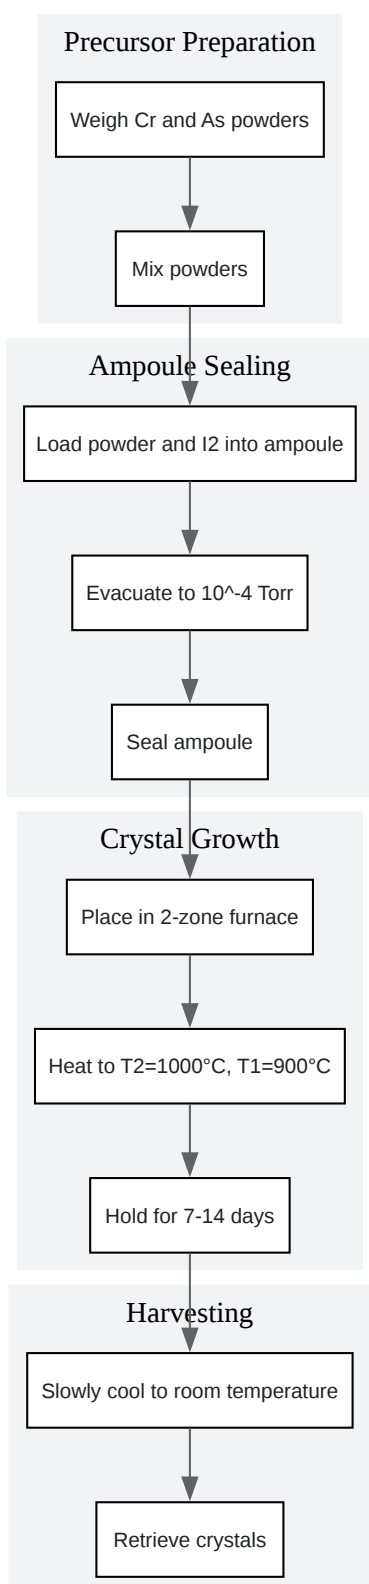 Precursor Preparation
Weigh Cr and As powders
Mix powders
Ampoule Sealing
Load powder and I2 into ampoule
Evacuate to 10^-4 Torr
Seal ampoule
Crystal Growth
Place in 2-zone furnace
Heat to T2=1000°C, T1=900°C
Hold for 7-14 days
Harvesting
Slowly cool to room temperature
Retrieve crystals